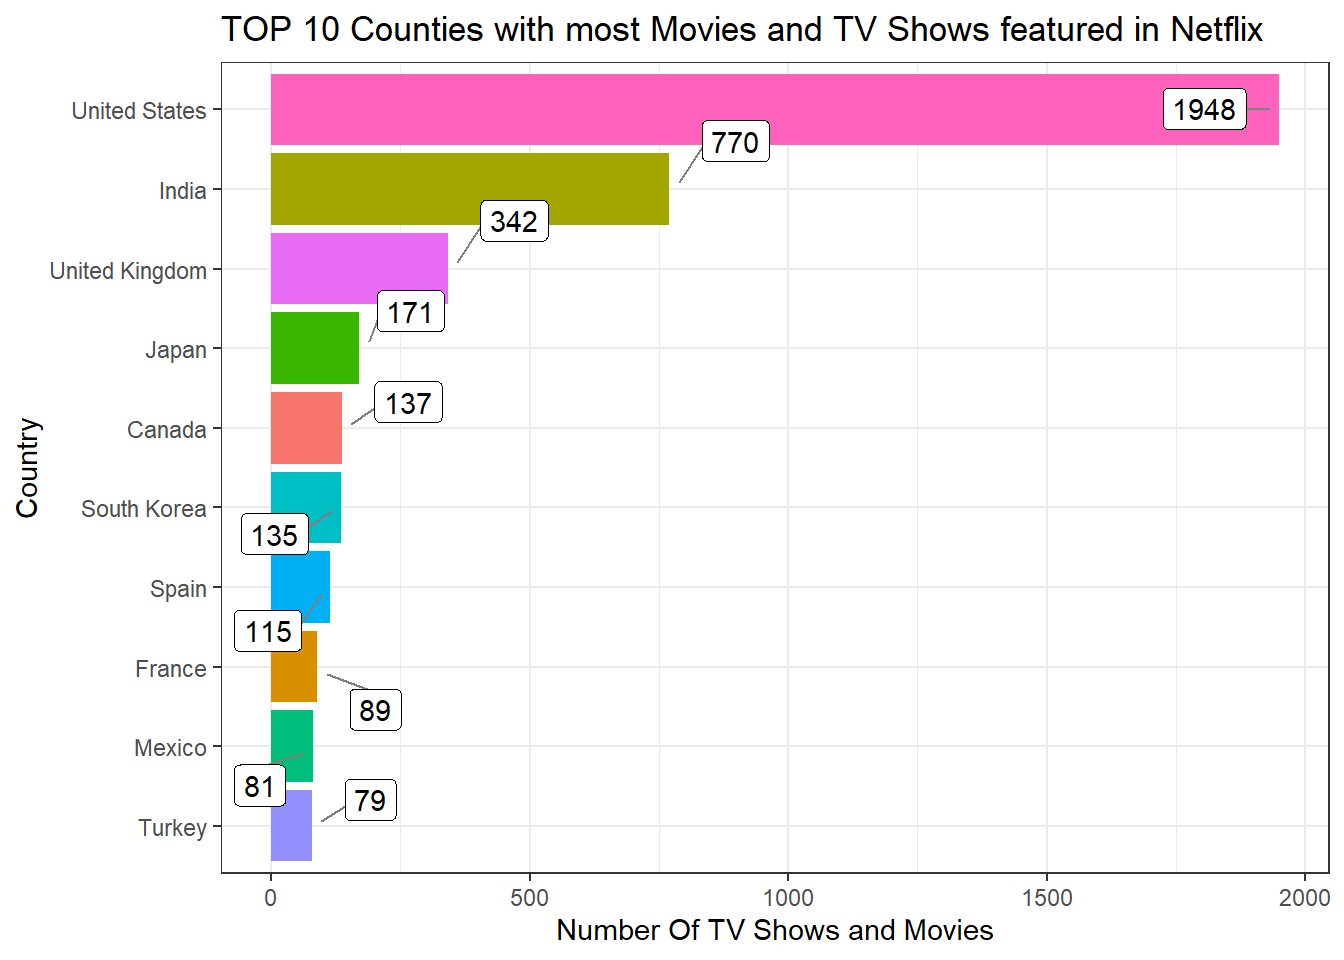 TOP 10 Counties with most Movies and TV Shows featured in Netflix
United States
1948
India
770
United Kingdom
342
Japan
171
Canada
137
South Korea
135
Spain
115
France
89
Mexico
81
Turkey
79
Country
0 500 1000 1500 2000
Number Of TV Shows and Movies